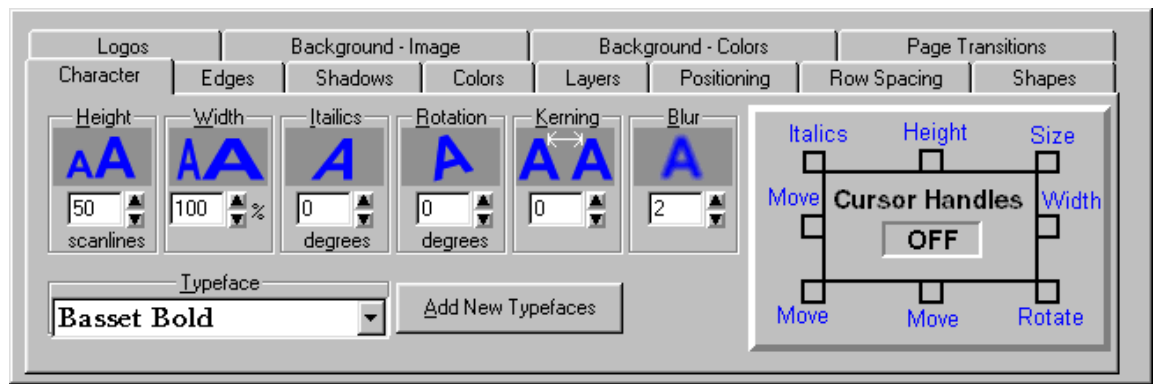 Logos Background - Image Background - Colors Page Transitions
Character Edges Shadows Colors Layers Positioning Row Spacing Shapes
Height Width Itailics Rotation Kerning Blur
AA AA A A AA A
50 100 % 0 0 0 2
scanlines degrees degrees
Typeface
Basset Bold Add New Typefaces
Italics Height Size
Move Cursor Handles Width
OFF
Move Move Rotate